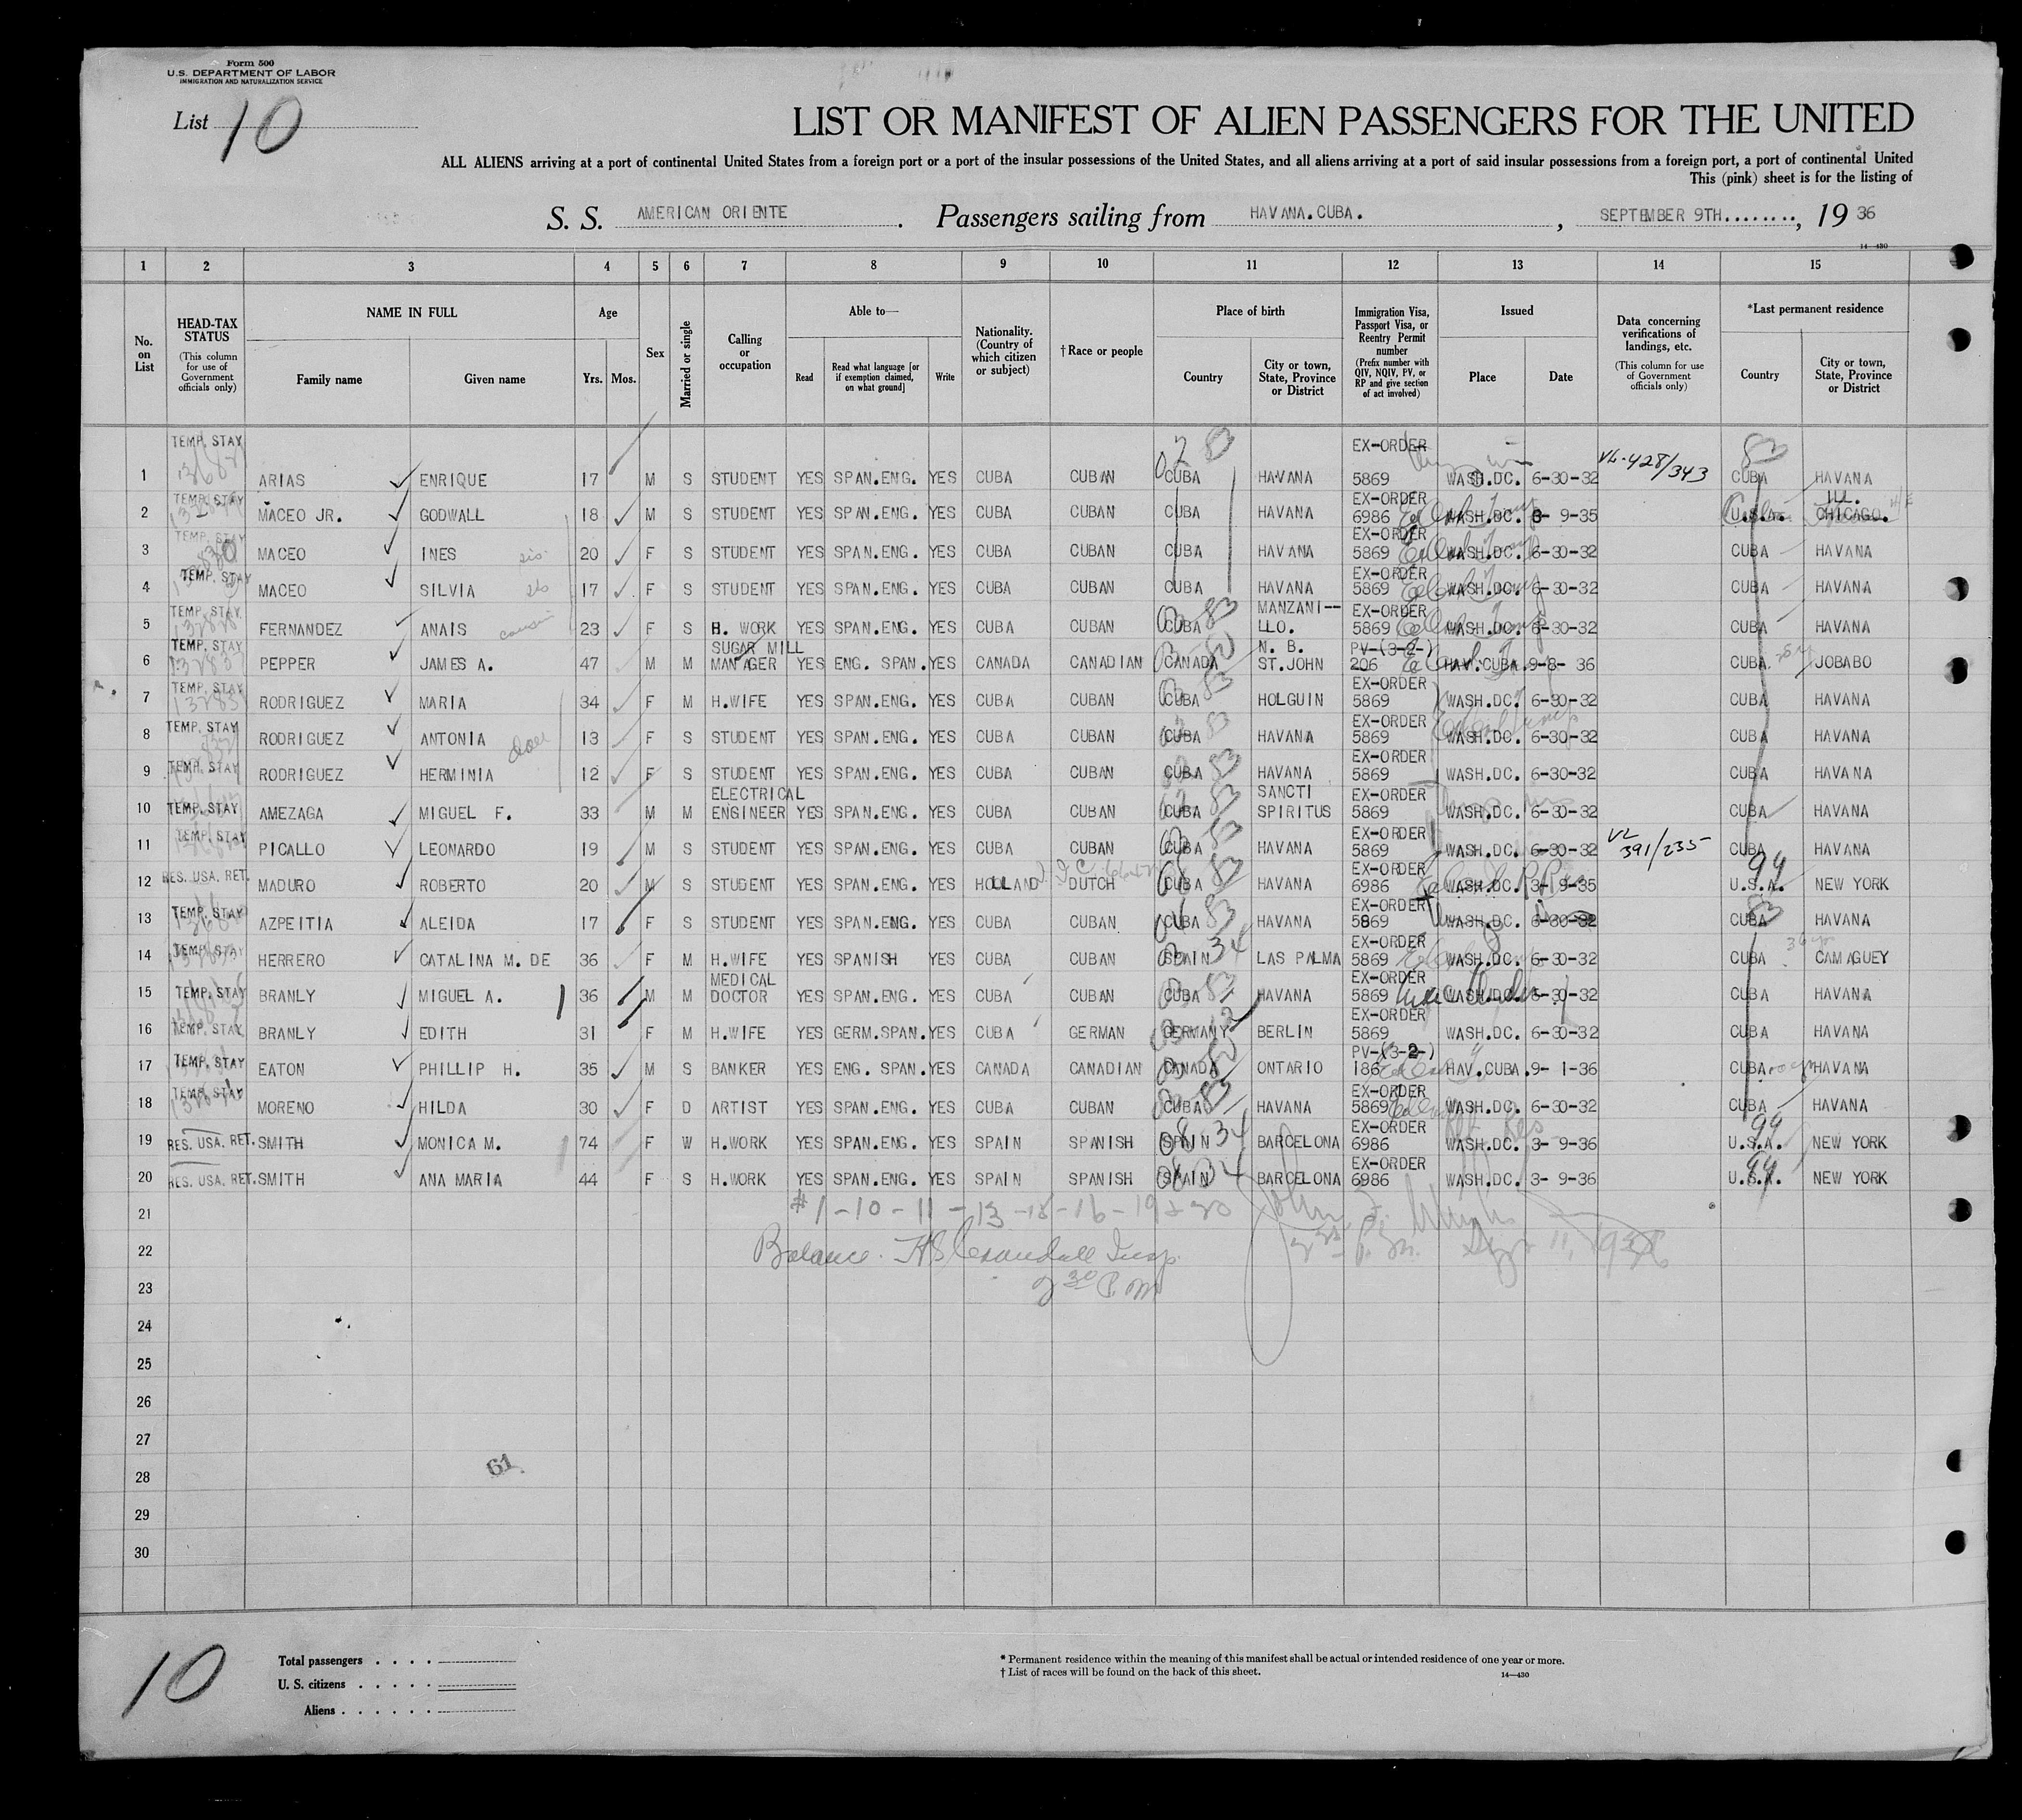 Form 500
U.S. DEPARTMENT OF LABOR
IMMIGRATION AND NATURALIZATION SERVICE
List 10
LIST OR MANIFEST OF ALIEN PASSENGERS FOR THE UNITED
ALL ALIENS arriving at a port of continental United States from a foreign port or a port of the insular possessions of the United States, and all aliens arriving at a port of said insular possessions from a foreign port, a port of continental United
This (pink) sheet is for the listing of
S. S. AMERICAN ORIENTE. Passengers sailing from HAVANA.CUBA., SEPTEMBER 9TH........, 19 36
14—430
1 2 3 4 5 6 7 8 9 10 11 12 13 14 15
No. on List
HEAD-TAX STATUS (This column for use of Government officials only)
NAME IN FULL
Family name
Given name
Age
Yrs. Mos.
Sex
Married or single
Calling or occupation
Able to—
Read
Read what language [or if exemption claimed, on what ground]
Write
Nationality. (Country of which citizen or subject)
† Race or people
Place of birth
Country
City or town, State, Province or District
Immigration Visa, Passport Visa, or Reentry Permit number (Prefix number with QIV, NQIV, PV, or RP and give section of act involved)
Issued
Place
Date
Data concerning verifications of landings, etc. (This column for use of Government officials only)
*Last permanent residence
Country
City or town, State, Province or District
1 TEMP. STAY ARIAS ENRIQUE 17 M S STUDENT YES SPAN.ENG. YES CUBA CUBAN CUBA HAVANA EX-ORDER 5869 WASH.DC. 6-30-32 VL-428/343 CUBA HAVANA
2 TEMP. STAY MACEO JR. GODWALL 18 M S STUDENT YES SPAN.ENG. YES CUBA CUBAN CUBA HAVANA EX-ORDER 6986 WASH.DC. 3- 9-35 U.S.A. ILL. CHICAGO.
3 TEMP. STAY MACEO INES sis 20 F S STUDENT YES SPAN.ENG. YES CUBA CUBAN CUBA HAVANA EX-ORDER 5869 WASH.DC. 6-30-32 CUBA HAVANA
4 TEMP. STAY MACEO SILVIA sis 17 F S STUDENT YES SPAN.ENG. YES CUBA CUBAN CUBA HAVANA EX-ORDER 5869 WASH.DC. 6-30-32 CUBA HAVANA
5 TEMP. STAY FERNANDEZ ANAIS cousin 23 F S H. WORK YES SPAN.ENG. YES CUBA CUBAN CUBA MANZANI-- LLO. EX-ORDER 5869 WASH.DC. 6-30-32 CUBA HAVANA
6 TEMP. STAY PEPPER JAMES A. 47 M M SUGAR MILL MANAGER YES ENG. SPAN. YES CANADA CANADIAN CANADA N. B. ST.JOHN PV-(3-2-) 206 HAV.CUBA. 9-8- 36 CUBA JOBABO
7 TEMP. STAY RODRIGUEZ MARIA 34 F M H.WIFE YES SPAN.ENG. YES CUBA CUBAN CUBA HOLGUIN EX-ORDER 5869 WASH.DC. 6-30-32 CUBA HAVANA
8 TEMP. STAY RODRIGUEZ ANTONIA 13 F S STUDENT YES SPAN.ENG. YES CUBA CUBAN CUBA HAVANA EX-ORDER 5869 WASH.DC. 6-30-32 CUBA HAVANA
9 TEMP. STAY RODRIGUEZ HERMINIA 12 F S STUDENT YES SPAN.ENG. YES CUBA CUBAN CUBA HAVANA EX-ORDER 5869 WASH.DC. 6-30-32 CUBA HAVANA
10 TEMP. STAY AMEZAGA MIGUEL F. 33 M M ELECTRICAL ENGINEER YES SPAN.ENG. YES CUBA CUBAN CUBA SANCTI SPIRITUS EX-ORDER 5869 WASH.DC. 6-30-32 CUBA HAVANA
11 TEMP. STAY PICALLO LEONARDO 19 M S STUDENT YES SPAN.ENG. YES CUBA CUBAN CUBA HAVANA EX-ORDER 5869 WASH.DC. 6-30-32 VL 391/235 CUBA HAVANA
12 RES. USA. RET. MADURO ROBERTO 20 M S STUDENT YES SPAN.ENG. YES HOLLAND DUTCH CUBA HAVANA EX-ORDER 6986 WASH.DC. 3- 9-35 99 U.S.A. NEW YORK
13 TEMP. STAY AZPEITIA ALEIDA 17 F S STUDENT YES SPAN.ENG. YES CUBA CUBAN CUBA HAVANA EX-ORDER 5869 WASH.DC. 6-30-32 83 CUBA HAVANA
14 TEMP. STAY HERRERO CATALINA M. DE 36 F M H.WIFE YES SPANISH YES CUBA CUBAN SPAIN 34 LAS PALMA EX-ORDER 5869 WASH.DC. 6-30-32 CUBA CAMAGUEY
15 TEMP. STAY BRANLY MIGUEL A. 36 M M MEDICAL DOCTOR YES SPAN.ENG. YES CUBA CUBAN CUBA HAVANA EX-ORDER 5869 WASH.DC. 6-30-32 CUBA HAVANA
16 TEMP. STAY BRANLY EDITH 31 F M H.WIFE YES GERM.SPAN. YES CUBA GERMAN GERMANY BERLIN EX-ORDER 5869 WASH.DC. 6-30-32 CUBA HAVANA
17 TEMP. STAY EATON PHILLIP H. 35 M S BANKER YES ENG. SPAN. YES CANADA CANADIAN CANADA ONTARIO PV-(3-2-) 186 HAV.CUBA. 9- 1-36 CUBA HAVANA
18 TEMP. STAY MORENO HILDA 30 F D ARTIST YES SPAN.ENG. YES CUBA CUBAN CUBA HAVANA EX-ORDER 5869 WASH.DC. 6-30-32 CUBA HAVANA
19 RES. USA. RET. SMITH MONICA M. 74 F W H.WORK YES SPAN.ENG. YES SPAIN SPANISH SPAIN 34 BARCELONA EX-ORDER 6986 WASH.DC. 3- 9-36 99 U.S.A. NEW YORK
20 RES. USA. RET. SMITH ANA MARIA 44 F S H.WORK YES SPAN.ENG. YES SPAIN SPANISH SPAIN 34 BARCELONA EX-ORDER 6986 WASH.DC. 3- 9-36 99 U.S.A. NEW YORK
21 #1-10-11-13-15-16-19&20
22 Balance. Insp.
23 2 30 P.M
24
25
26
27
28 61
29
30
10
Total passengers
U. S. citizens
Aliens
* Permanent residence within the meaning of this manifest shall be actual or intended residence of one year or more.
† List of races will be found on the back of this sheet.
14—430